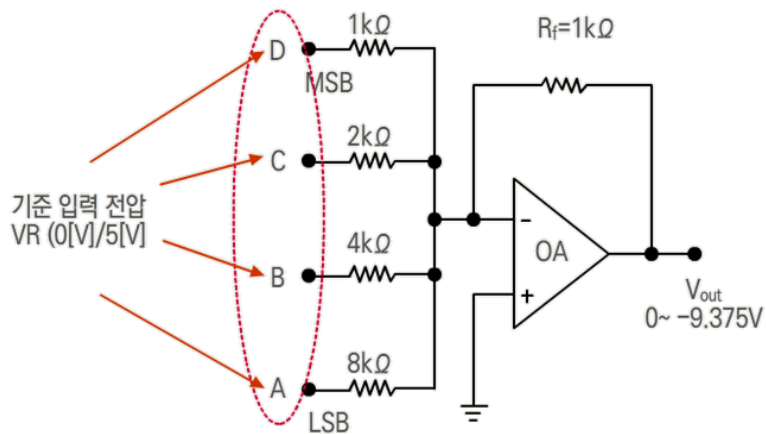 1kΩ
D
MSB
Rf=1kΩ
2kΩ
C
기준 입력 전압
VR (0[V]/5[V]
4kΩ
B
-
OA
+
Vout
0~ -9.375V
8kΩ
A
LSB